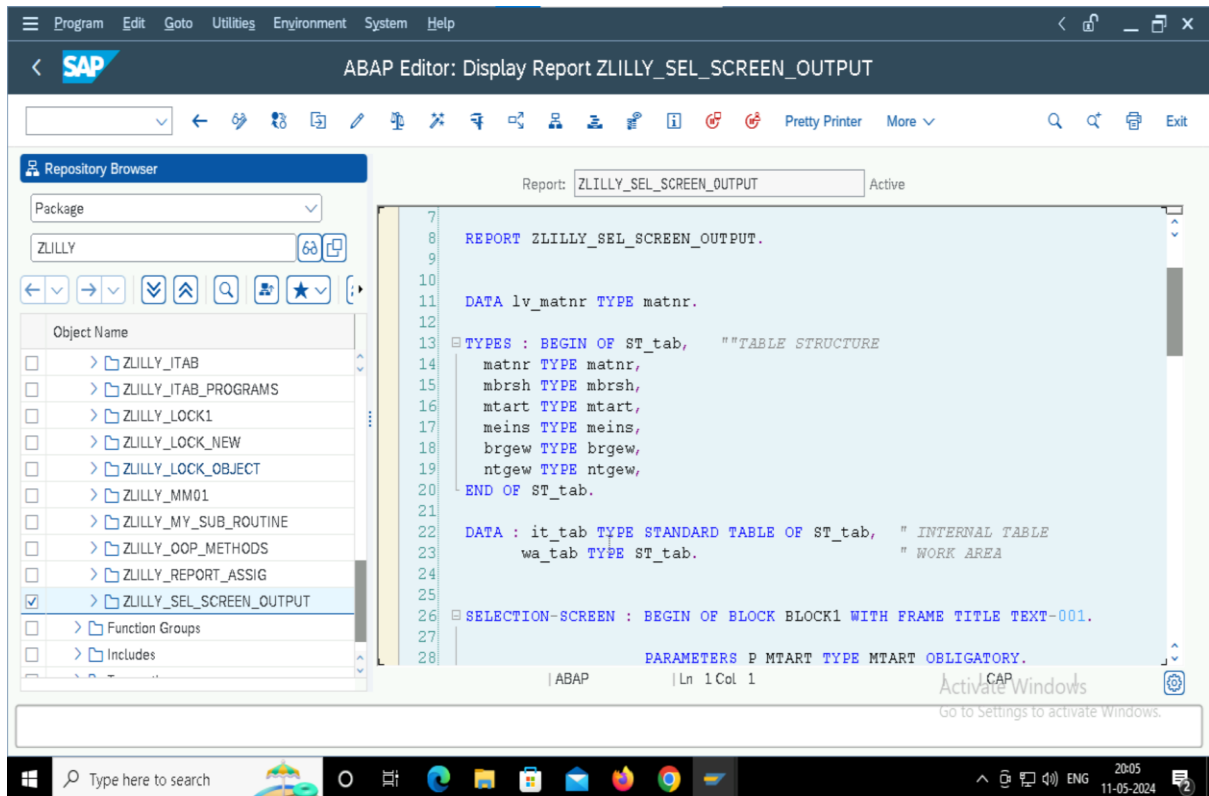 Program Edit Goto Utilities Environment System Help
SAP
ABAP Editor: Display Report ZLILLY_SEL_SCREEN_OUTPUT
Pretty Printer More Exit
Repository Browser
Package
ZLILLY
Object Name
ZLILLY_ITAB
ZLILLY_ITAB_PROGRAMS
ZLILLY_LOCK1
ZLILLY_LOCK_NEW
ZLILLY_LOCK_OBJECT
ZLILLY_MM01
ZLILLY_MY_SUB_ROUTINE
ZLILLY_OOP_METHODS
ZLILLY_REPORT_ASSIG
ZLILLY_SEL_SCREEN_OUTPUT
Function Groups
Includes
Report: ZLILLY_SEL_SCREEN_OUTPUT Active
7
8 REPORT ZLILLY_SEL_SCREEN_OUTPUT.
9
10
11 DATA lv_matnr TYPE matnr.
12
13 TYPES : BEGIN OF ST_tab, ""TABLE STRUCTURE
14 matnr TYPE matnr,
15 mbrsh TYPE mbrsh,
16 mtart TYPE mtart,
17 meins TYPE meins,
18 brgew TYPE brgew,
19 ntgew TYPE ntgew,
20 END OF ST_tab.
21
22 DATA : it_tab TYPE STANDARD TABLE OF ST_tab, " INTERNAL TABLE
23 wa_tab TYPE ST_tab. " WORK AREA
24
25
26 SELECTION-SCREEN : BEGIN OF BLOCK BLOCK1 WITH FRAME TITLE TEXT-001.
27
28 PARAMETERS P_MTART TYPE MTART OBLIGATORY.
ABAP Ln 1 Col 1 CAP
Activate Windows
Go to Settings to activate Windows.
Type here to search
ENG
20:05
11-05-2024
2